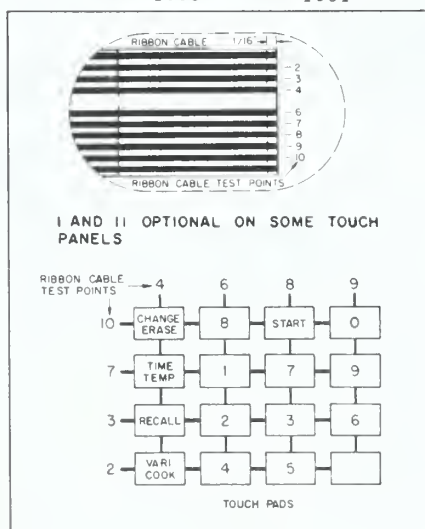 RIBBON CABLE 1/16"
2
3
4
6
7
8
9
10
RIBBON CABLE TEST POINTS
I AND II OPTIONAL ON SOME TOUCH
PANELS
RIBBON CABLE
TEST POINTS
4 6 8 9
10 CHANGE ERASE 8 START 0
7 TIME TEMP 1 7 9
3 RECALL 2 3 6
2 VARI COOK 4 5
TOUCH PADS